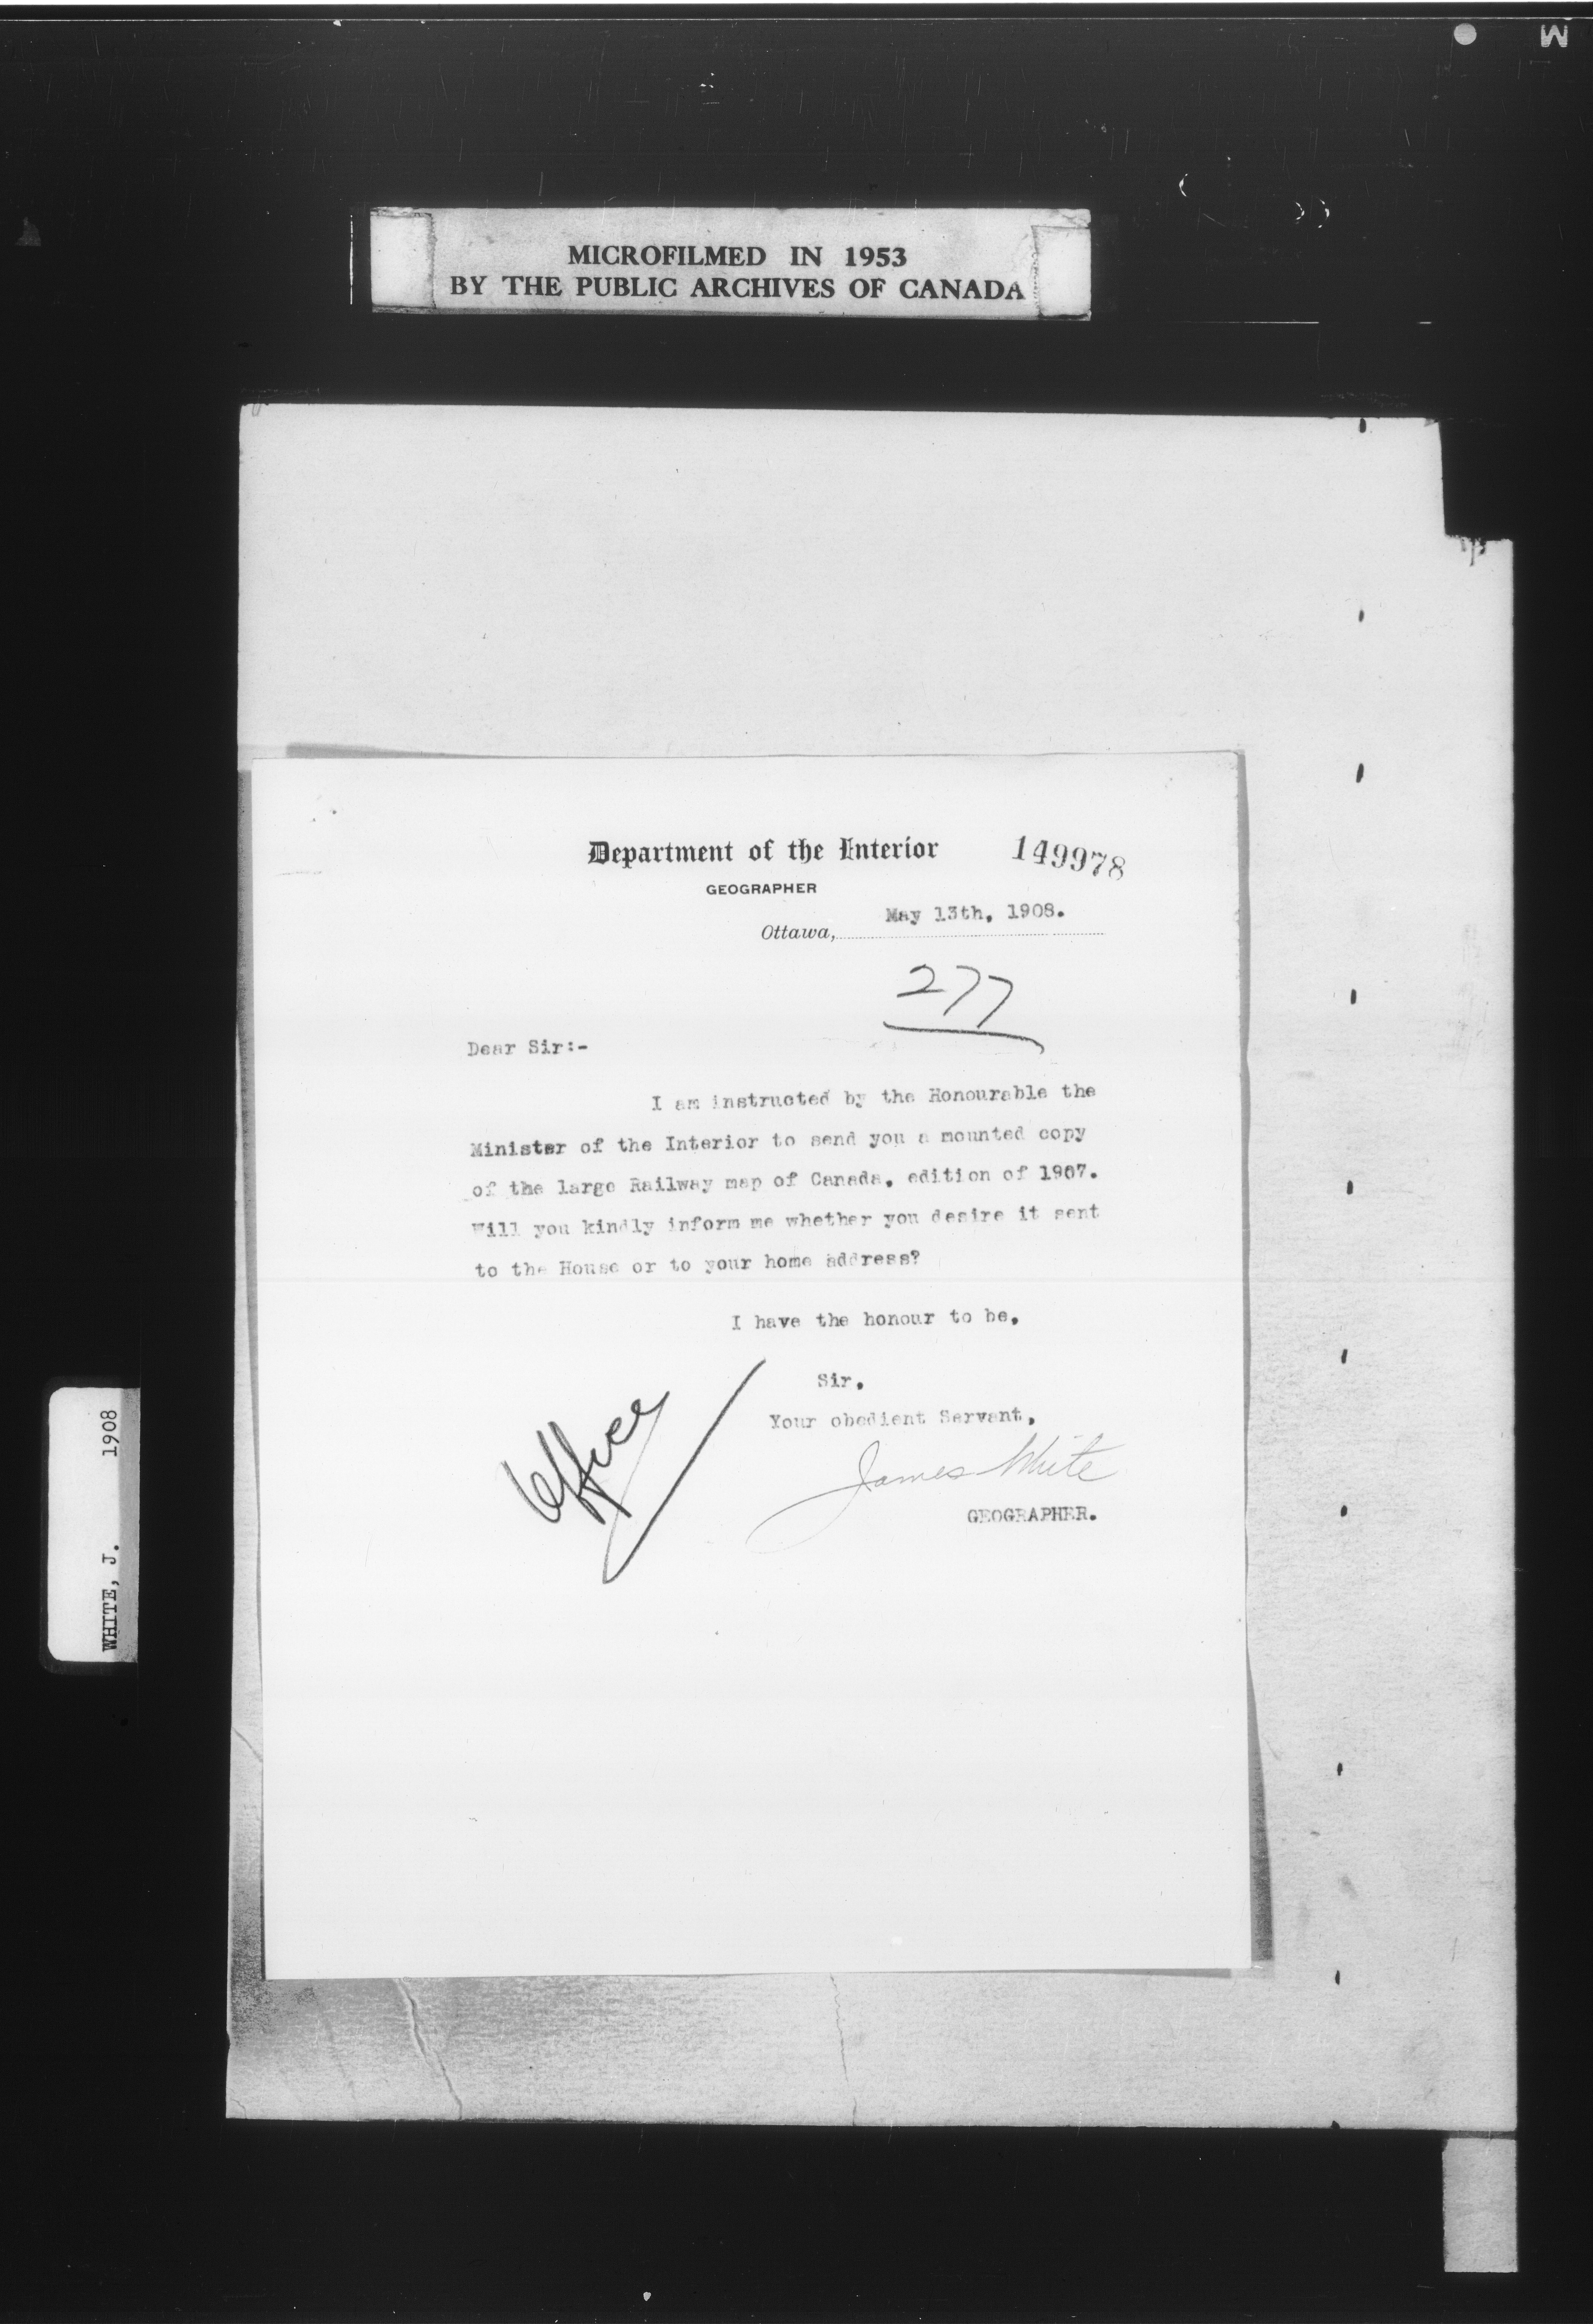 M
MICROFILMED IN 1953
BY THE PUBLIC ARCHIVES OF CANADA
Department of the Interior
149978
GEOGRAPHER
May 13th, 1908.
Ottawa,
277
Dear Sir:-
I am instructed by the Honourable the
Minister of the Interior to send you a mounted copy
of the large Railway map of Canada, edition of 1907.
Will you kindly inform me whether you desire it sent
to the House or to your home address?
I have the honour to be,
Sir,
Your obedient Servant,
James White
GEOGRAPHER.
Office
WHITE, J. 1908